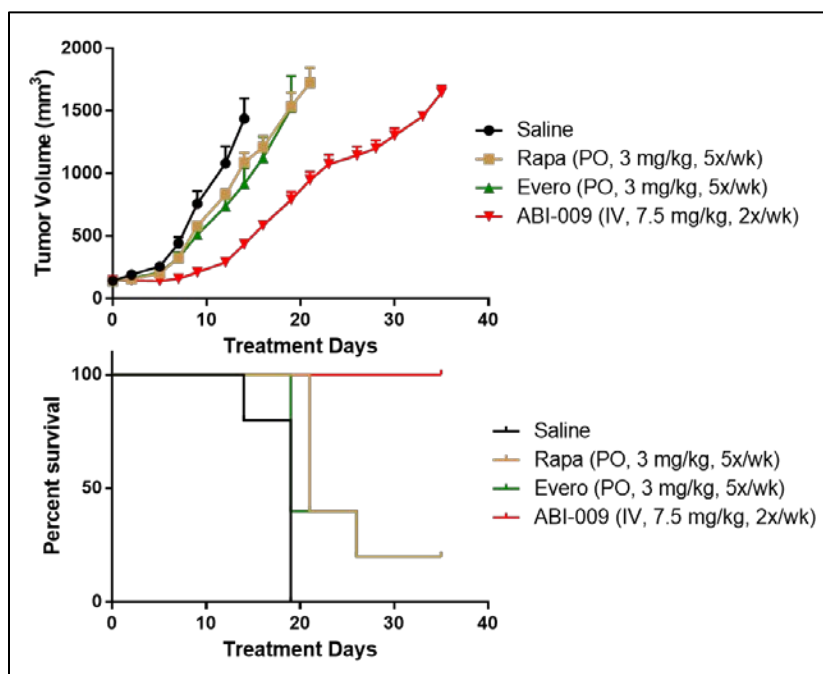 2000
1500
1000
500
0
Tumor Volume (mm³)
0 10 20 30 40
Treatment Days
Saline
Rapa (PO, 3 mg/kg, 5x/wk)
Evero (PO, 3 mg/kg, 5x/wk)
ABI-009 (IV, 7.5 mg/kg, 2x/wk)
100
50
0
Percent survival
0 10 20 30 40
Treatment Days
Saline
Rapa (PO, 3 mg/kg, 5x/wk)
Evero (PO, 3 mg/kg, 5x/wk)
ABI-009 (IV, 7.5 mg/kg, 2x/wk)